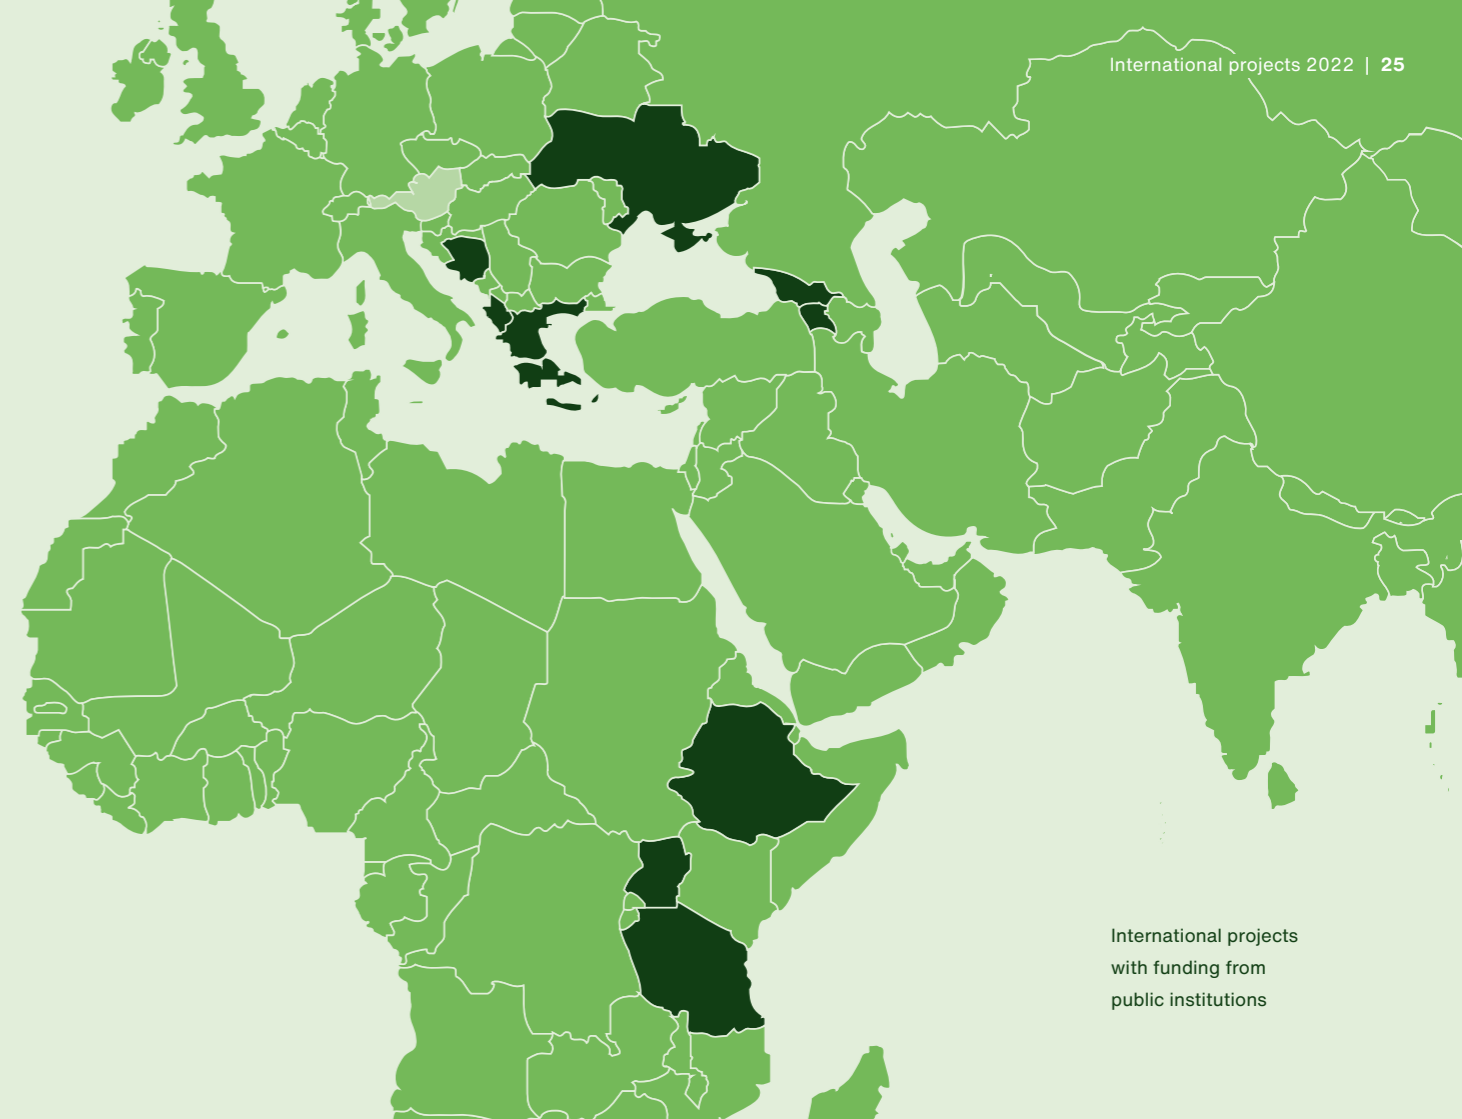 International projects 2022 | 25
International projects
with funding from
public institutions